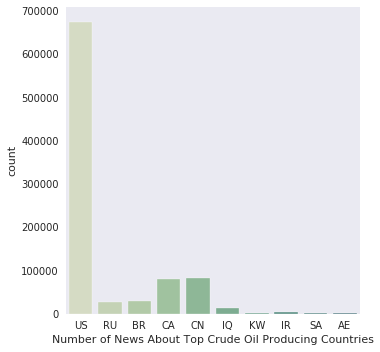 700000
600000
500000
400000
300000
200000
100000
0
count
US RU BR CA CN IQ KW IR SA AE
Number of News About Top Crude Oil Producing Countries